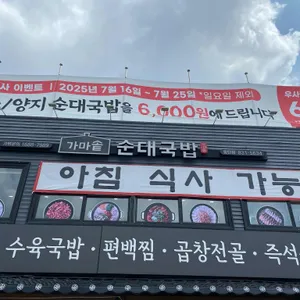 사 이벤트 | 2025년 7월 16일 ~ 7월 25일 *일요일 제외
/양지 순대국밥을 6,000원에 드립니다
우사
6
가마솥 순대국밥
아침 식사 가능
수육국밥 · 편백찜 · 곱창전골 · 즉석